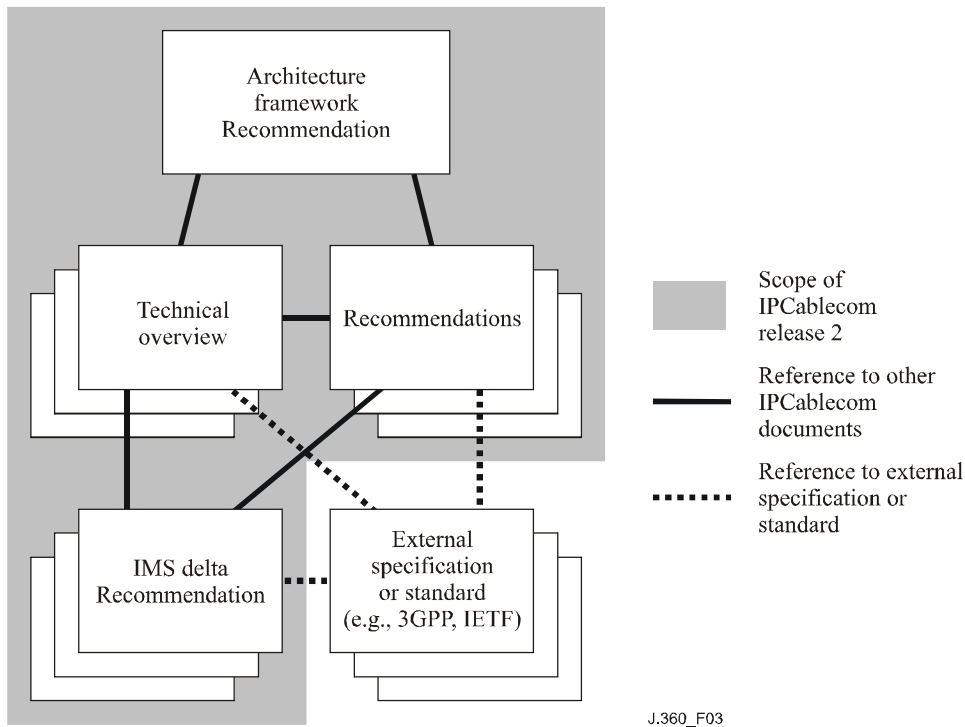 Architecture
framework
Recommendation
Technical
overview
Recommendations
IMS delta
Recommendation
External
specification
or standard
(e.g., 3GPP, IETF)
Scope of
IPCablecom
release 2
Reference to other
IPCablecom
documents
Reference to external
specification or
standard
J.360_F03